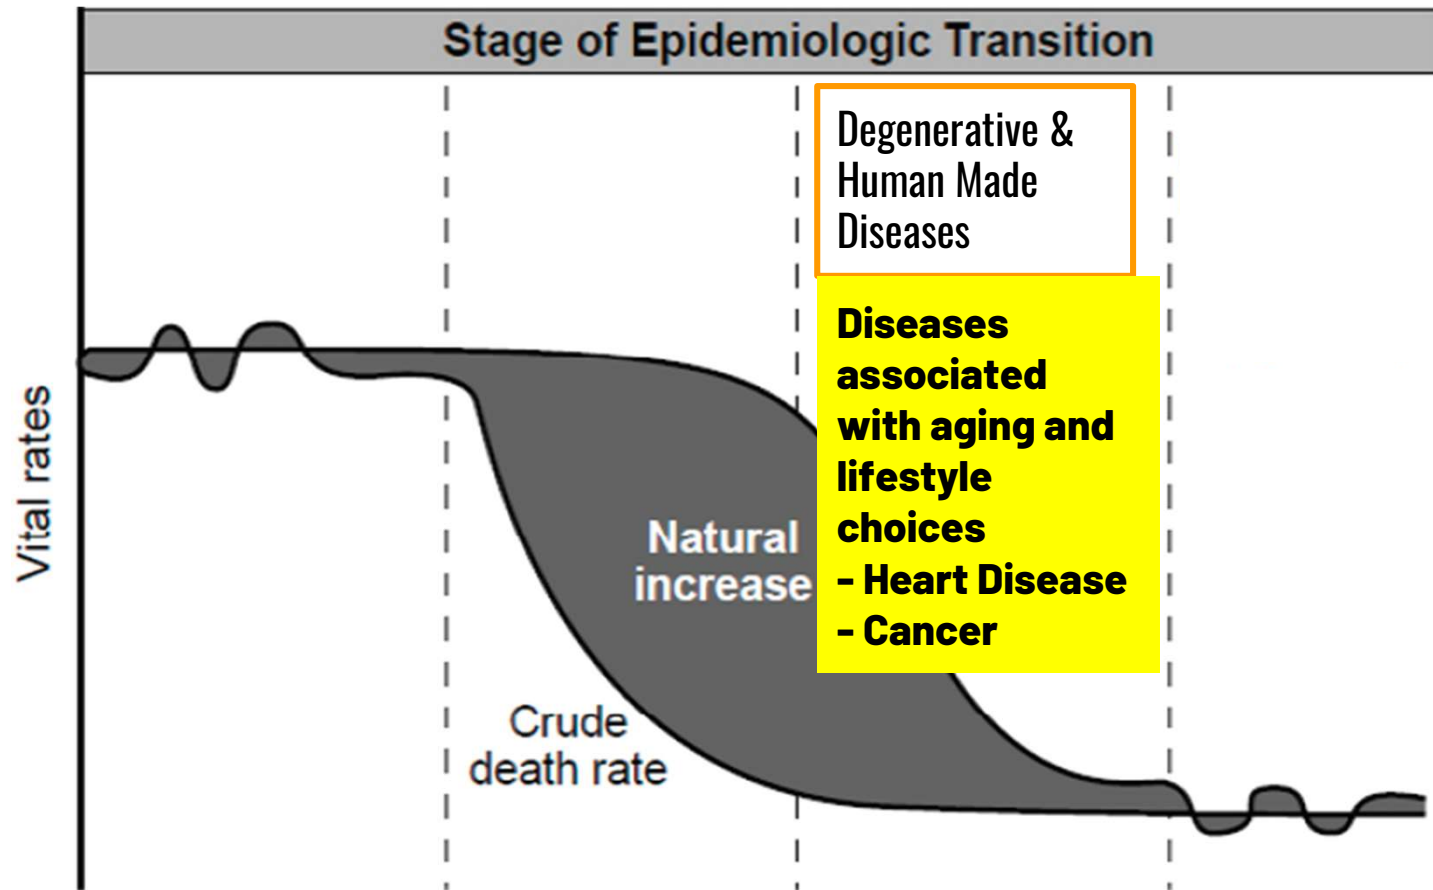 Stage of Epidemiologic Transition
Degenerative &
Human Made
Diseases
Diseases
associated
with aging and
lifestyle
choices
- Heart Disease
- Cancer
Vital rates
Natural
increase
Crude
death rate